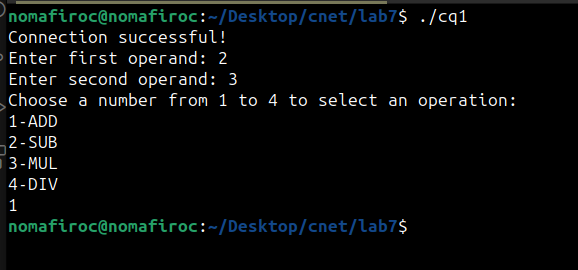 nomafiroc@nomafiroc:~/Desktop/cnet/lab7$ ./cq1
Connection successful!
Enter first operand: 2
Enter second operand: 3
Choose a number from 1 to 4 to select an operation:
1-ADD
2-SUB
3-MUL
4-DIV
1
nomafiroc@nomafiroc:~/Desktop/cnet/lab7$